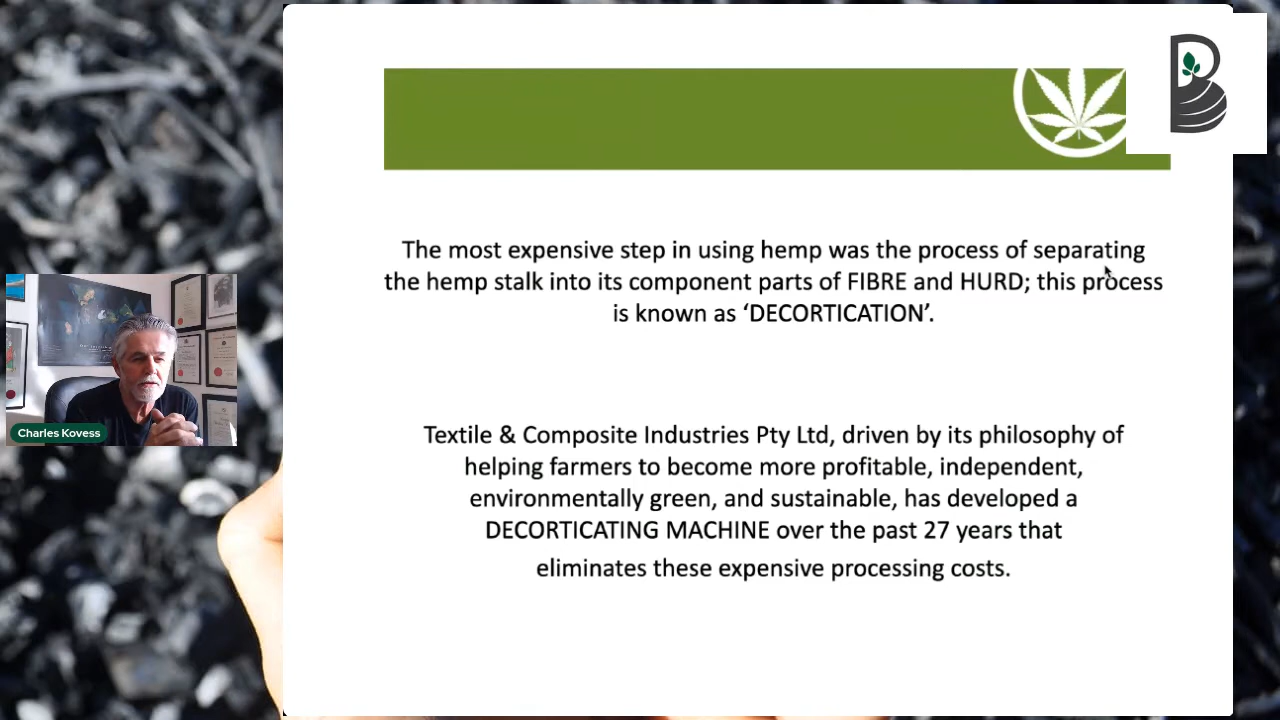 The most expensive step in using hemp was the process of separating
the hemp stalk into its component parts of FIBRE and HURD; this process
is known as ‘DECORTICATION’.
Textile & Composite Industries Pty Ltd, driven by its philosophy of
helping farmers to become more profitable, independent,
environmentally green, and sustainable, has developed a
DECORTICATING MACHINE over the past 27 years that
eliminates these expensive processing costs.
Charles Kovess